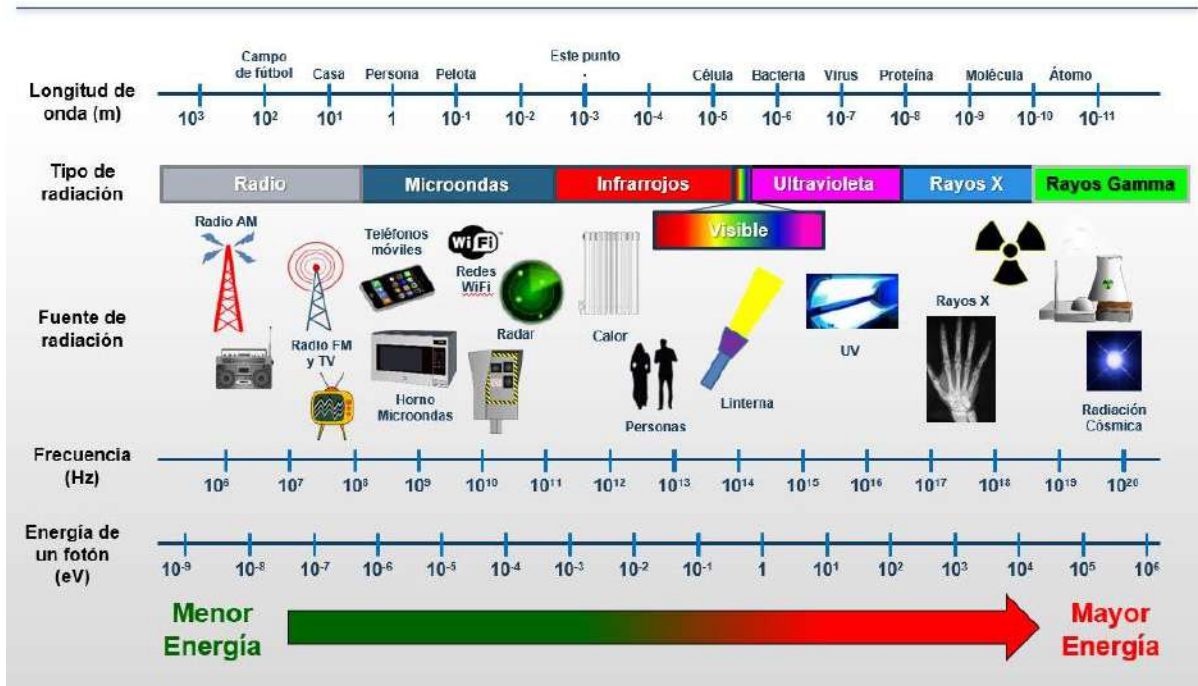 Longitud de
onda (m)
Campo
de fútbol
Casa
Persona
Pelota
Este punto
.
Célula
Bacteria
Virus
Proteína
Molécula
Átomo
10³ 10² 10¹ 1 10⁻¹ 10⁻² 10⁻³ 10⁻⁴ 10⁻⁵ 10⁻⁶ 10⁻⁷ 10⁻⁸ 10⁻⁹ 10⁻¹⁰ 10⁻¹¹
Tipo de
radiación
Radio
Microondas
Infrarrojos
Ultravioleta
Rayos X
Rayos Gamma
Visible
Fuente de
radiación
Radio AM
Radio FM
y TV
Teléfonos
móviles
Horno
Microondas
WiFi
Redes
WiFi
Radar
Calor
Personas
Linterna
UV
Rayos X
Radiación
Cósmica
Frecuencia
(Hz)
10⁶ 10⁷ 10⁸ 10⁹ 10¹⁰ 10¹¹ 10¹² 10¹³ 10¹⁴ 10¹⁵ 10¹⁶ 10¹⁷ 10¹⁸ 10¹⁹ 10²⁰
Energía de
un fotón
(eV)
10⁻⁹ 10⁻⁸ 10⁻⁷ 10⁻⁶ 10⁻⁵ 10⁻⁴ 10⁻³ 10⁻² 10⁻¹ 1 10¹ 10² 10³ 10⁴ 10⁵ 10⁶
Menor
Energía
Mayor
Energía